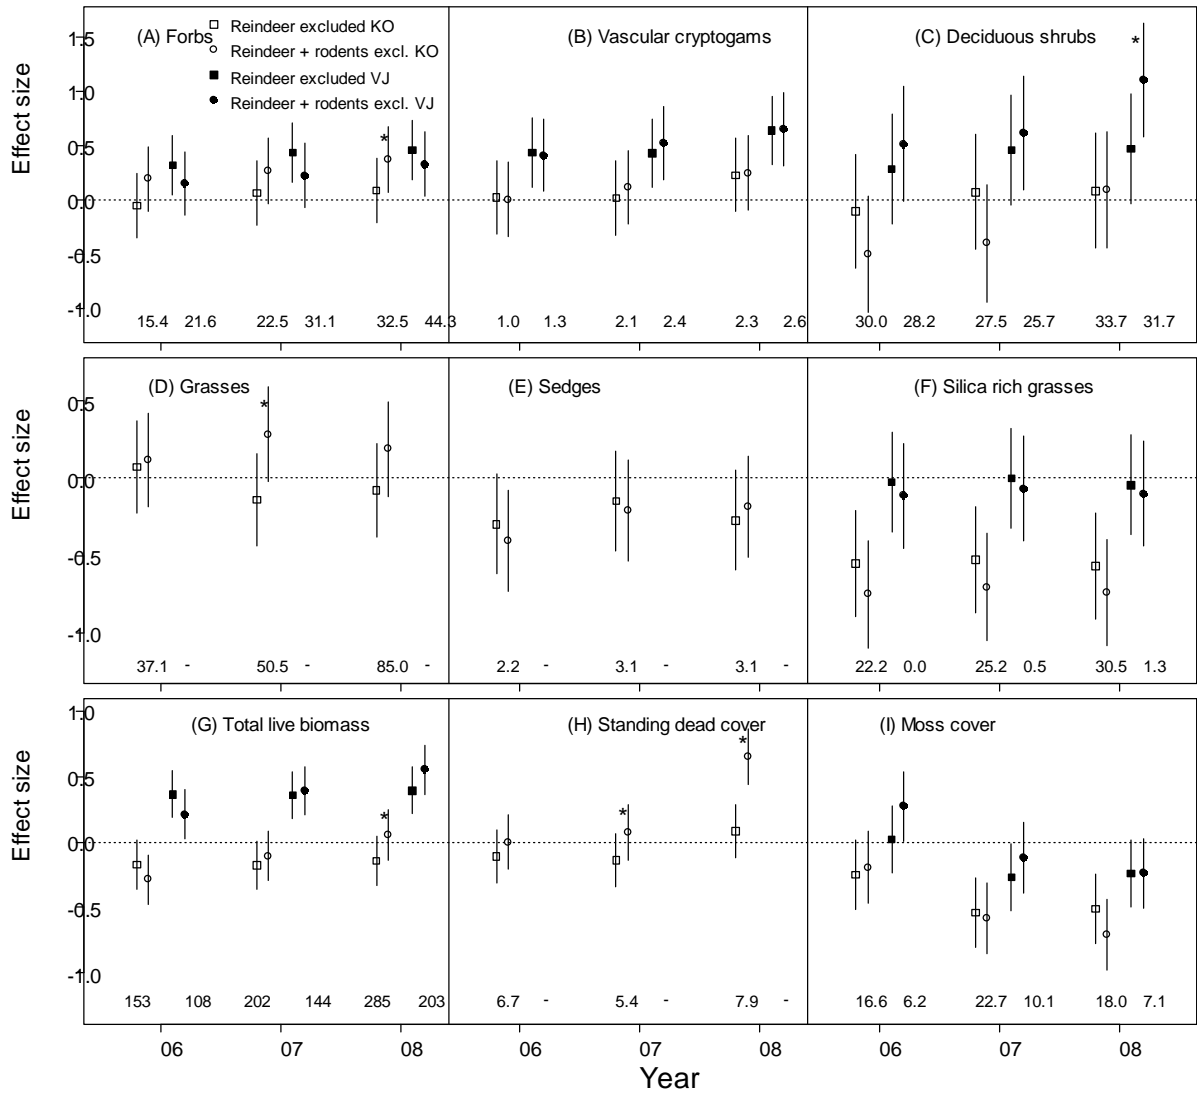 (A) Forbs
Reindeer excluded KO
Reindeer + rodents excl. KO
Reindeer excluded VJ
Reindeer + rodents excl. VJ
(B) Vascular cryptogams
(C) Deciduous shrubs
*
*
Effect size
1.5
1.0
0.5
0.0
-0.5
-1.0
15.4 21.6 22.5 31.1 32.5 44.3
1.0 1.3 2.1 2.4 2.3 2.6
30.0 28.2 27.5 25.7 33.7 31.7
(D) Grasses
(E) Sedges
(F) Silica rich grasses
*
Effect size
0.5
0.0
-0.5
-1.0
37.1 - 50.5 - 85.0 -
2.2 - 3.1 - 3.1 -
22.2 0.0 25.2 0.5 30.5 1.3
(G) Total live biomass
(H) Standing dead cover
(I) Moss cover
*
*
*
Effect size
1.0
0.5
0.0
-0.5
-1.0
153 108 202 144 285 203
6.7 - 5.4 - 7.9 -
16.6 6.2 22.7 10.1 18.0 7.1
06 07 08 06 07 08 06 07 08
Year